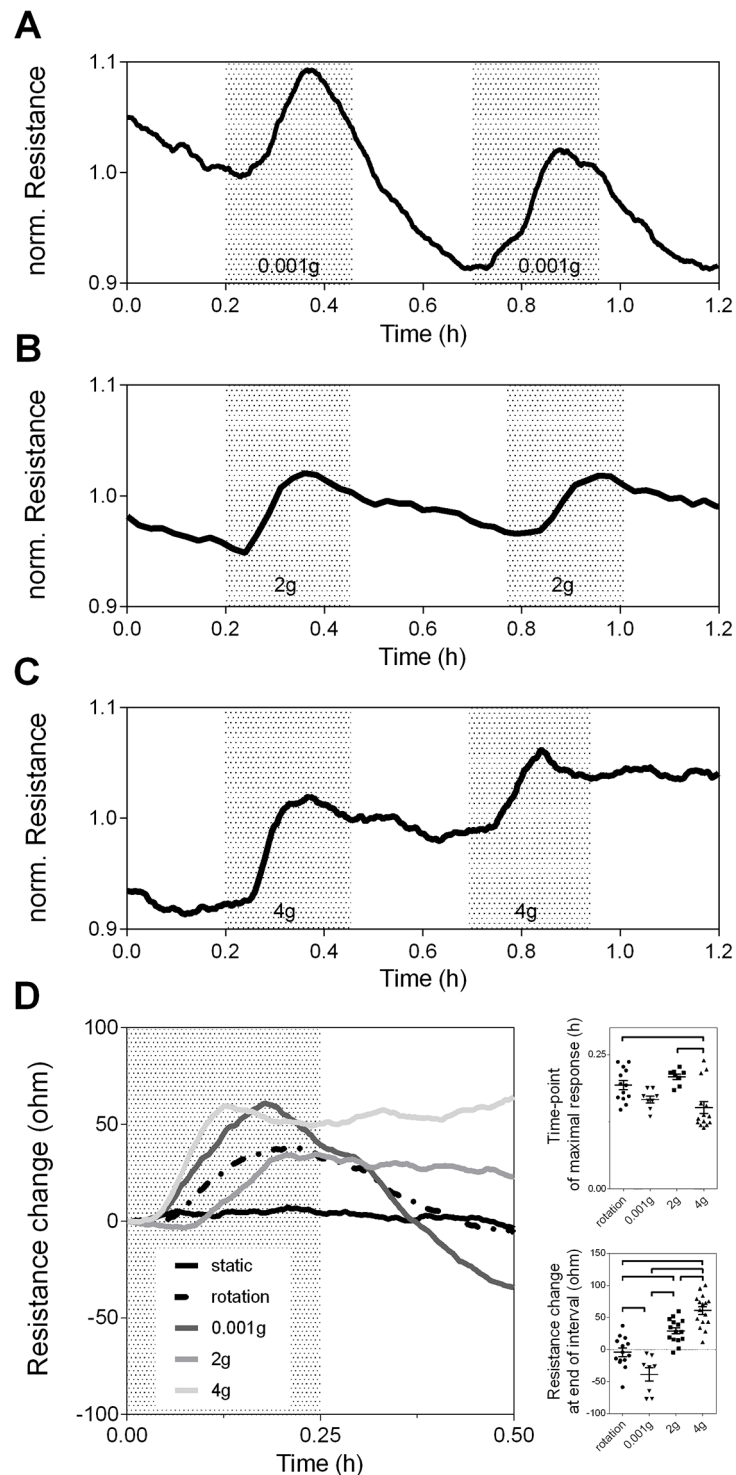 A
norm. Resistance
1.1
1.0
0.9
0.001g
0.001g
0.0 0.2 0.4 0.6 0.8 1.0 1.2
Time (h)
B
norm. Resistance
1.1
1.0
0.9
2g
2g
0.0 0.2 0.4 0.6 0.8 1.0 1.2
Time (h)
C
norm. Resistance
1.1
1.0
0.9
4g
4g
0.0 0.2 0.4 0.6 0.8 1.0 1.2
Time (h)
D
Resistance change (ohm)
100
50
0
-50
-100
static
rotation
0.001g
2g
4g
0.00 0.25 0.50
Time (h)
Time-point
of maximal response (h)
0.25
0.00
rotation 0.001g 2g 4g
Resistance change
at end of interval (ohm)
150
100
50
0
-50
-100
rotation 0.001g 2g 4g